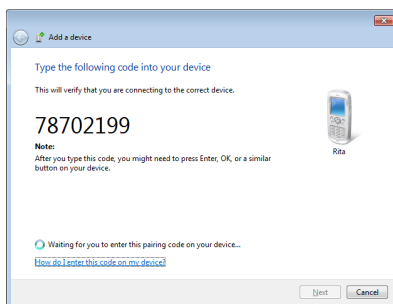 Add a device
Type the following code into your device
This will verify that you are connecting to the correct device.
78702199
Note:
After you type this code, you might need to press Enter, OK, or a similar
button on your device.
Rita
Waiting for you to enter this pairing code on your device...
How do I enter this code on my device?
Next Cancel